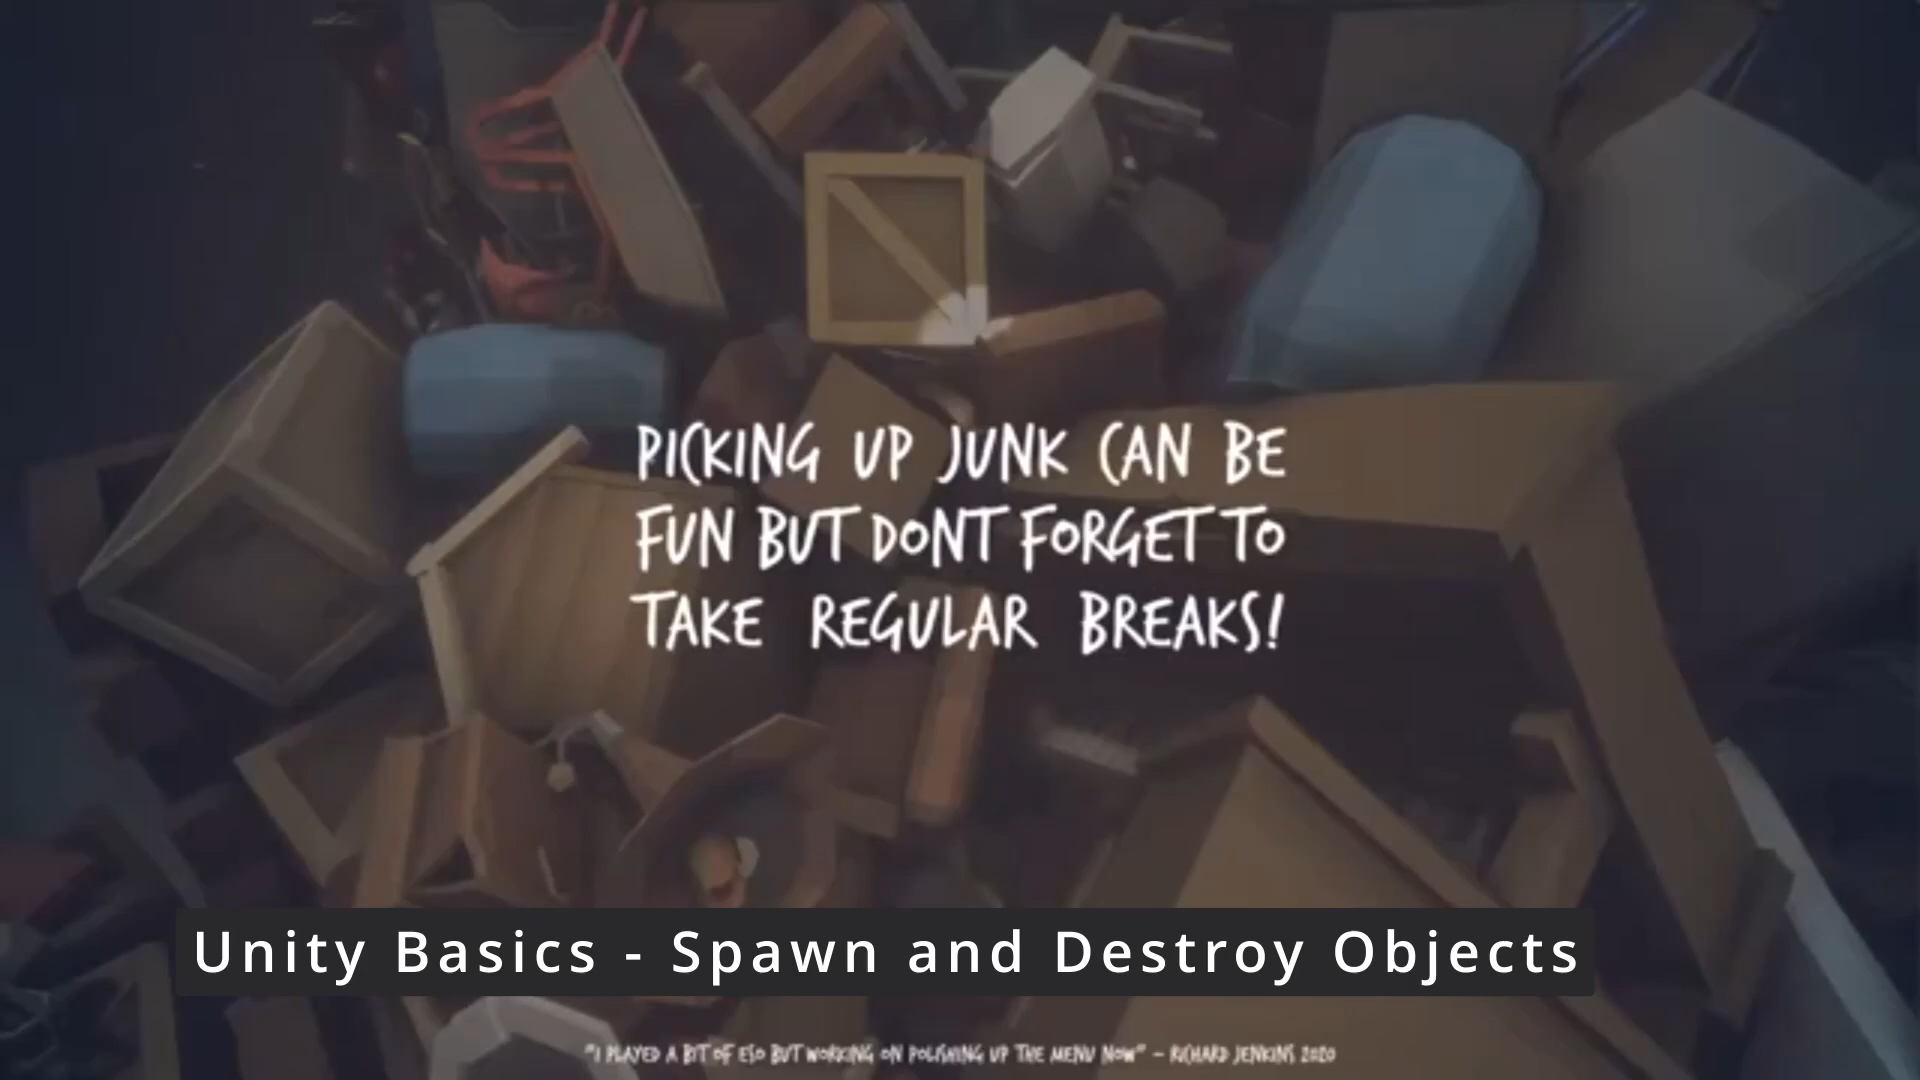 PICKING UP JUNK CAN BE
FUN BUT DONT FORGET TO
TAKE REGULAR BREAKS!
Unity Basics - Spawn and Destroy Objects
"I PLAYED A BIT OF ESO BUT WORKING ON POLISHING UP THE MENU NOW" - RICHARD JENKINS 2020